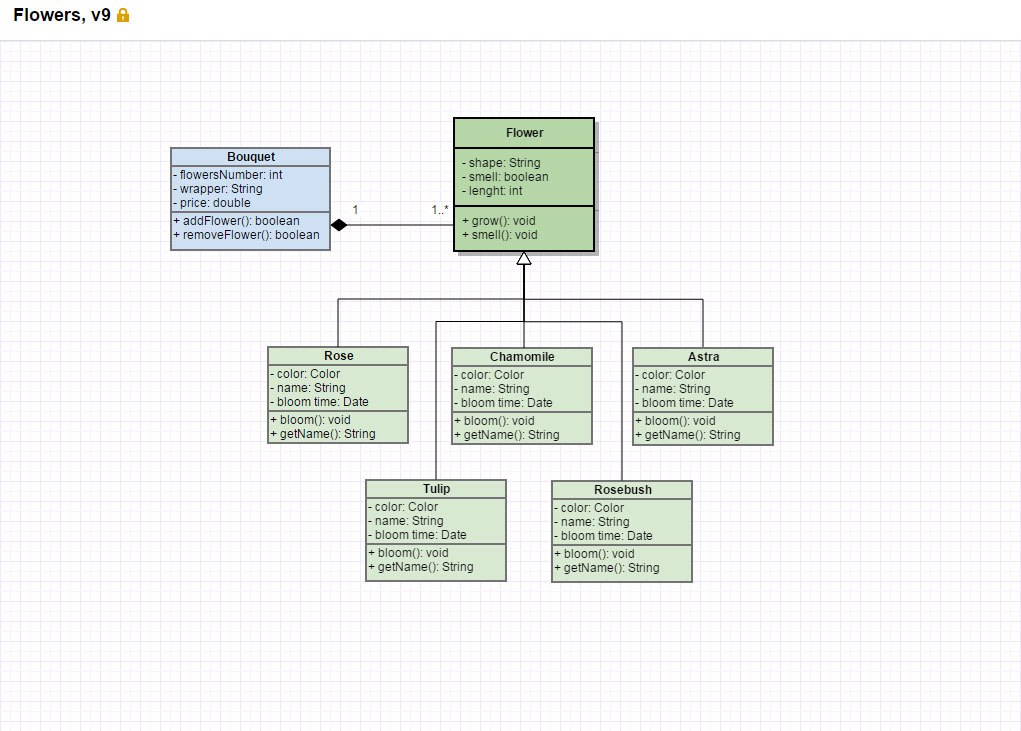 Flowers, v9
Flower
- shape: String
- smell: boolean
- lenght: int
+ grow(): void
+ smell(): void
Bouquet
- flowersNumber: int
- wrapper: String
- price: double
+ addFlower(): boolean
+ removeFlower(): boolean
1
1..*
Rose
- color: Color
- name: String
- bloom time: Date
+ bloom(): void
+ getName(): String
Chamomile
- color: Color
- name: String
- bloom time: Date
+ bloom(): void
+ getName(): String
Astra
- color: Color
- name: String
- bloom time: Date
+ bloom(): void
+ getName(): String
Tulip
- color: Color
- name: String
- bloom time: Date
+ bloom(): void
+ getName(): String
Rosebush
- color: Color
- name: String
- bloom time: Date
+ bloom(): void
+ getName(): String